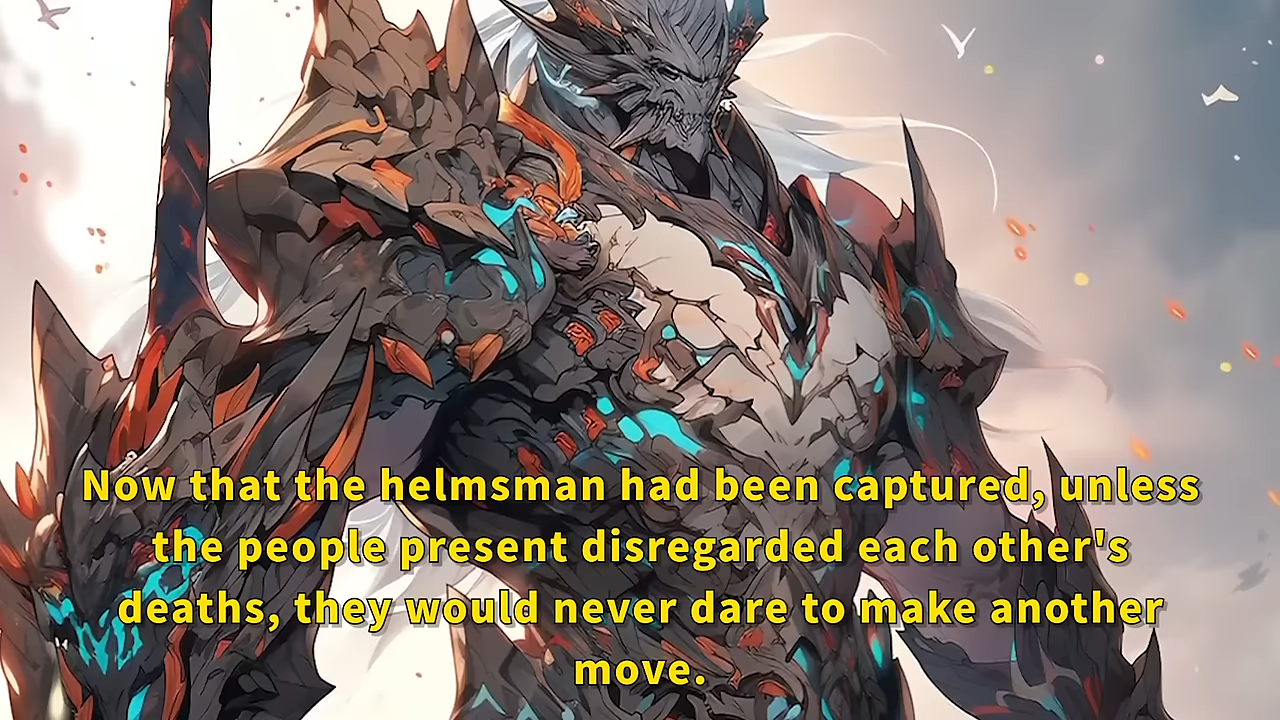 Now that the helmsman had been captured, unless
the people present disregarded each other's
deaths, they would never dare to make another
move.